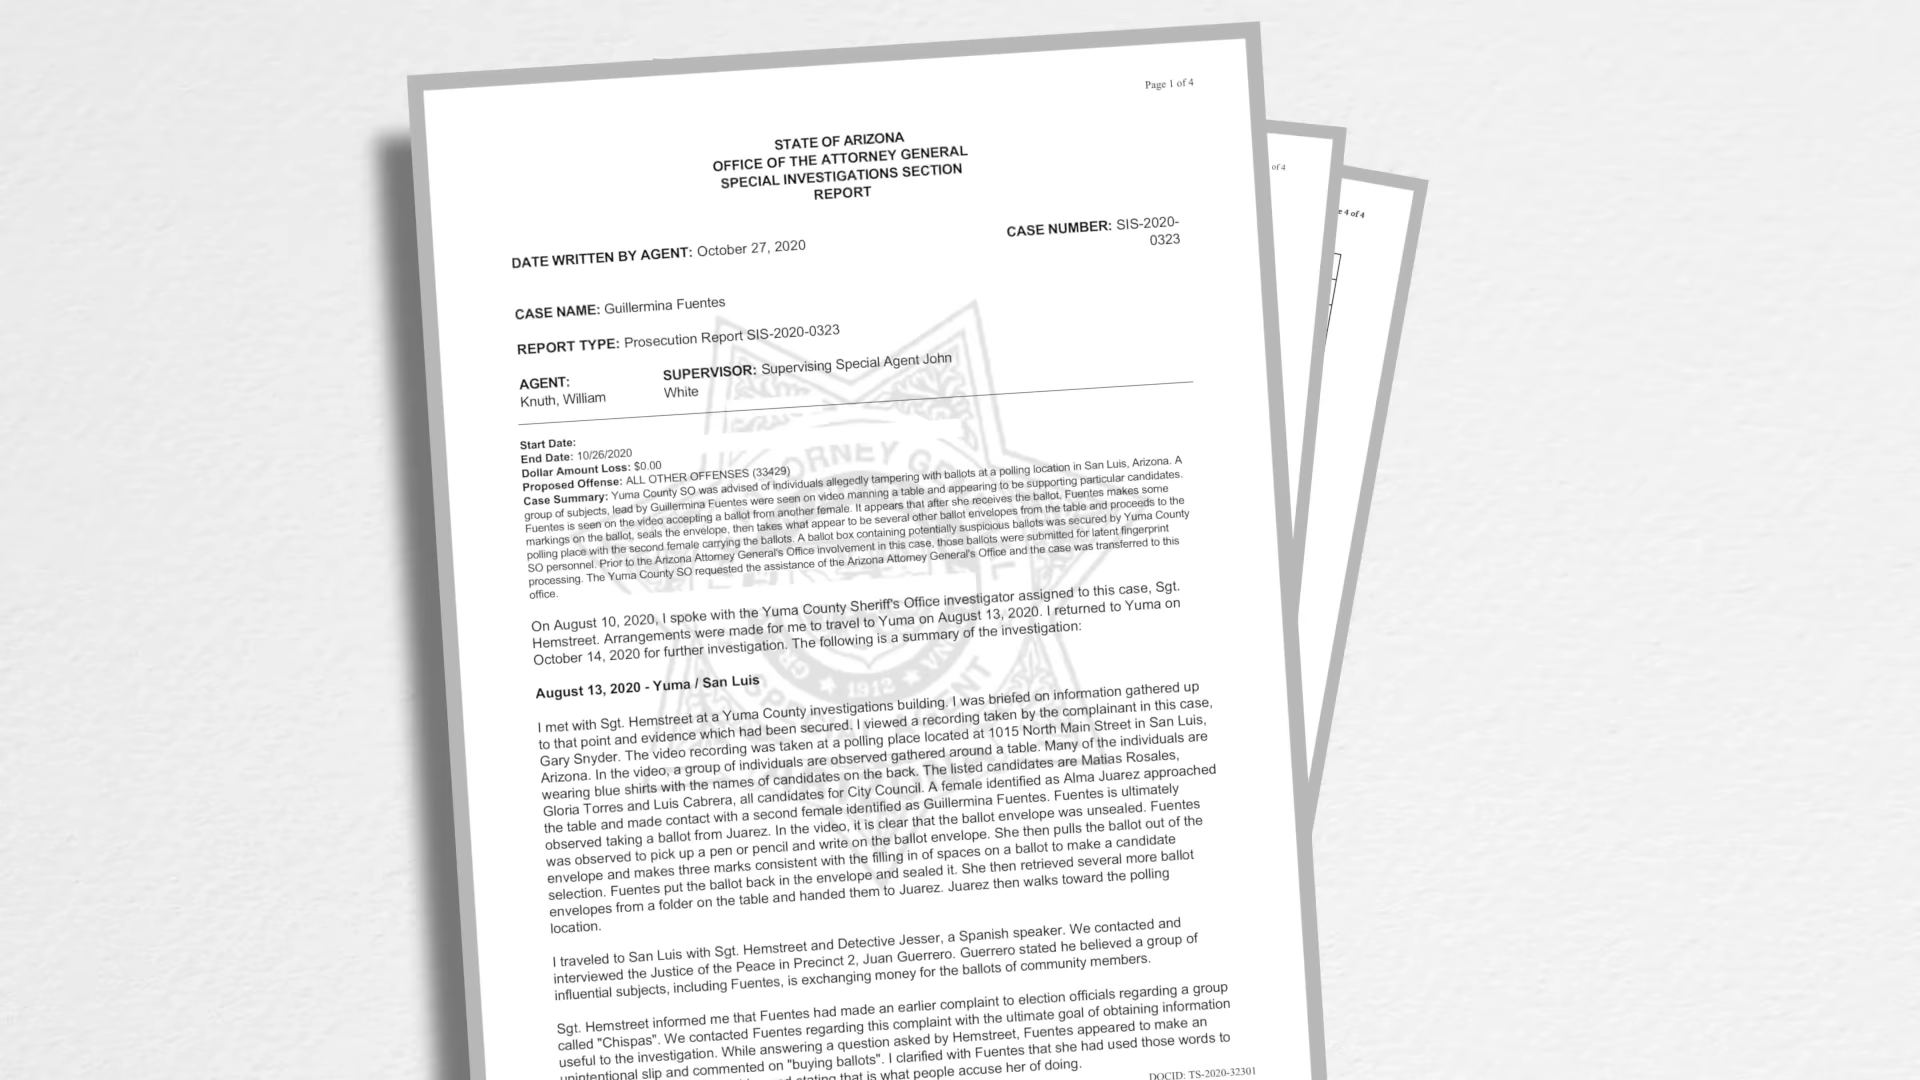 Page 1 of 4
STATE OF ARIZONA
OFFICE OF THE ATTORNEY GENERAL
SPECIAL INVESTIGATIONS SECTION
REPORT
DATE WRITTEN BY AGENT: October 27, 2020
CASE NUMBER: SIS-2020-
0323
CASE NAME: Guillermina Fuentes
REPORT TYPE: Prosecution Report SIS-2020-0323
AGENT:
Knuth, William
SUPERVISOR: Supervising Special Agent John
White
Start Date:
End Date: 10/26/2020
Dollar Amount Loss: $0.00
Proposed Offense: ALL OTHER OFFENSES (33429)
Case Summary: Yuma County SO was advised of individuals allegedly tampering with ballots at a polling location in San Luis, Arizona. A
group of subjects, lead by Guillermina Fuentes were seen on video manning a table and appearing to be supporting particular candidates.
Fuentes is seen on the video accepting a ballot from another female. It appears that after she receives the ballot, Fuentes makes some
markings on the ballot, seals the envelope, then takes what appear to be several other ballot envelopes from the table and proceeds to the
polling place with the second female carrying the ballots. A ballot box containing potentially suspicious ballots was secured by Yuma County
SO personnel. Prior to the Arizona Attorney General's Office involvement in this case, those ballots were submitted for latent fingerprint
processing. The Yuma County SO requested the assistance of the Arizona Attorney General's Office and the case was transferred to this
office.
On August 10, 2020, I spoke with the Yuma County Sheriff's Office investigator assigned to this case, Sgt.
Hemstreet. Arrangements were made for me to travel to Yuma on August 13, 2020. I returned to Yuma on
October 14, 2020 for further investigation. The following is a summary of the investigation:
August 13, 2020 - Yuma / San Luis
I met with Sgt. Hemstreet at a Yuma County investigations building. I was briefed on information gathered up
to that point and evidence which had been secured. I viewed a recording taken by the complainant in this case,
Gary Snyder. The video recording was taken at a polling place located at 1015 North Main Street in San Luis,
Arizona. In the video, a group of individuals are observed gathered around a table. Many of the individuals are
wearing blue shirts with the names of candidates on the back. The listed candidates are Matias Rosales,
Gloria Torres and Luis Cabrera, all candidates for City Council. A female identified as Alma Juarez approached
the table and made contact with a second female identified as Guillermina Fuentes. Fuentes is ultimately
observed taking a ballot from Juarez. In the video, it is clear that the ballot envelope was unsealed. Fuentes
was observed to pick up a pen or pencil and write on the ballot envelope. She then pulls the ballot out of the
envelope and makes three marks consistent with the filling in of spaces on a ballot to make a candidate
selection. Fuentes put the ballot back in the envelope and sealed it. She then retrieved several more ballot
envelopes from a folder on the table and handed them to Juarez. Juarez then walks toward the polling
location.
I traveled to San Luis with Sgt. Hemstreet and Detective Jesser, a Spanish speaker. We contacted and
interviewed the Justice of the Peace in Precinct 2, Juan Guerrero. Guerrero stated he believed a group of
influential subjects, including Fuentes, is exchanging money for the ballots of community members.
Sgt. Hemstreet informed me that Fuentes had made an earlier complaint to election officials regarding a group
called "Chispas". We contacted Fuentes regarding this complaint with the ultimate goal of obtaining information
useful to the investigation. While answering a question asked by Hemstreet, Fuentes appeared to make an
unintentional slip and commented on "buying ballots". I clarified with Fuentes that she had used those words to
stating that is what people accuse her of doing.
DOCID: TS-2020-32301
of 4
4 of 4
1912